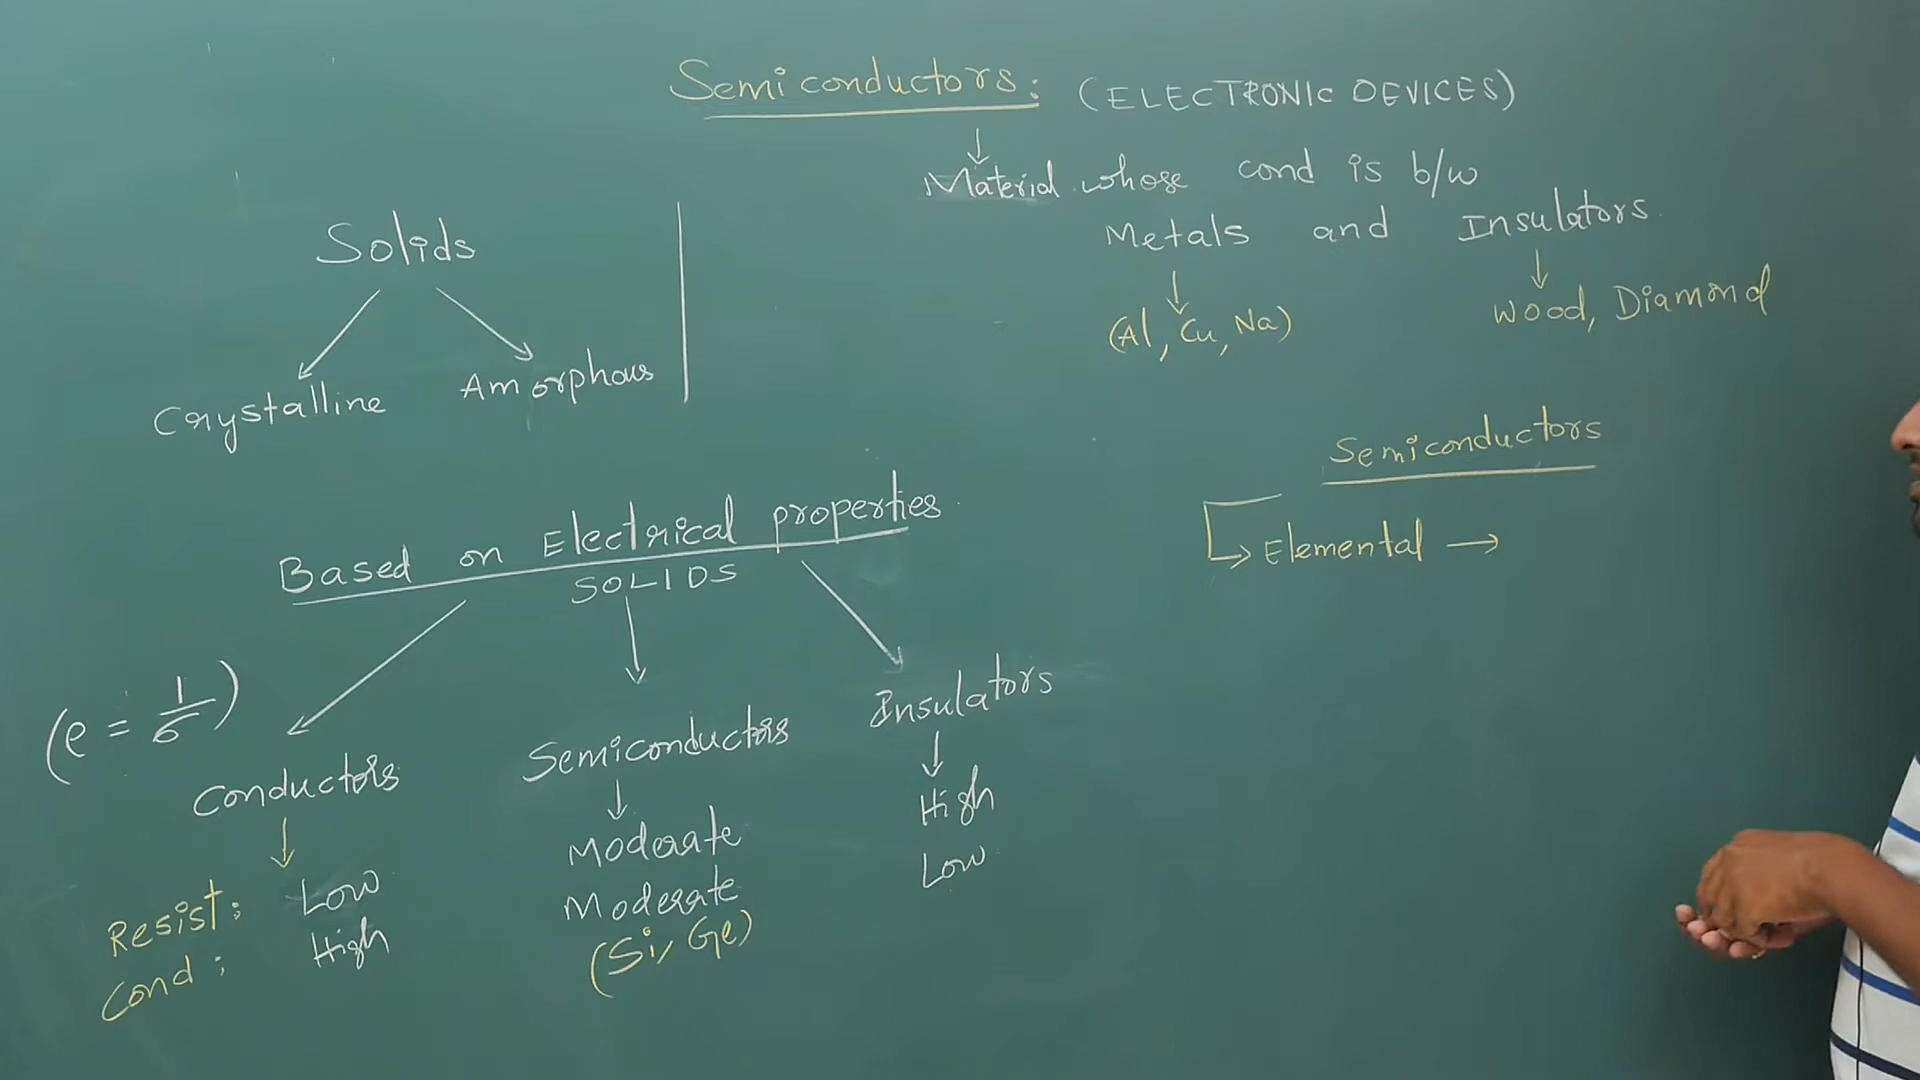 Semiconductors: (ELECTRONIC DEVICES)
Material whose cond is b/w
Metals and Insulators
(Al, Cu, Na)
Wood, Diamond
Solids
Crystalline
Amorphous
Semiconductors
Elemental →
Based on Electrical properties
SOLIDS
(ρ = 1/σ)
Conductors
Semiconductors
Insulators
Resist: Low Moderate High
Cond: High Moderate Low
(Si, Ge)